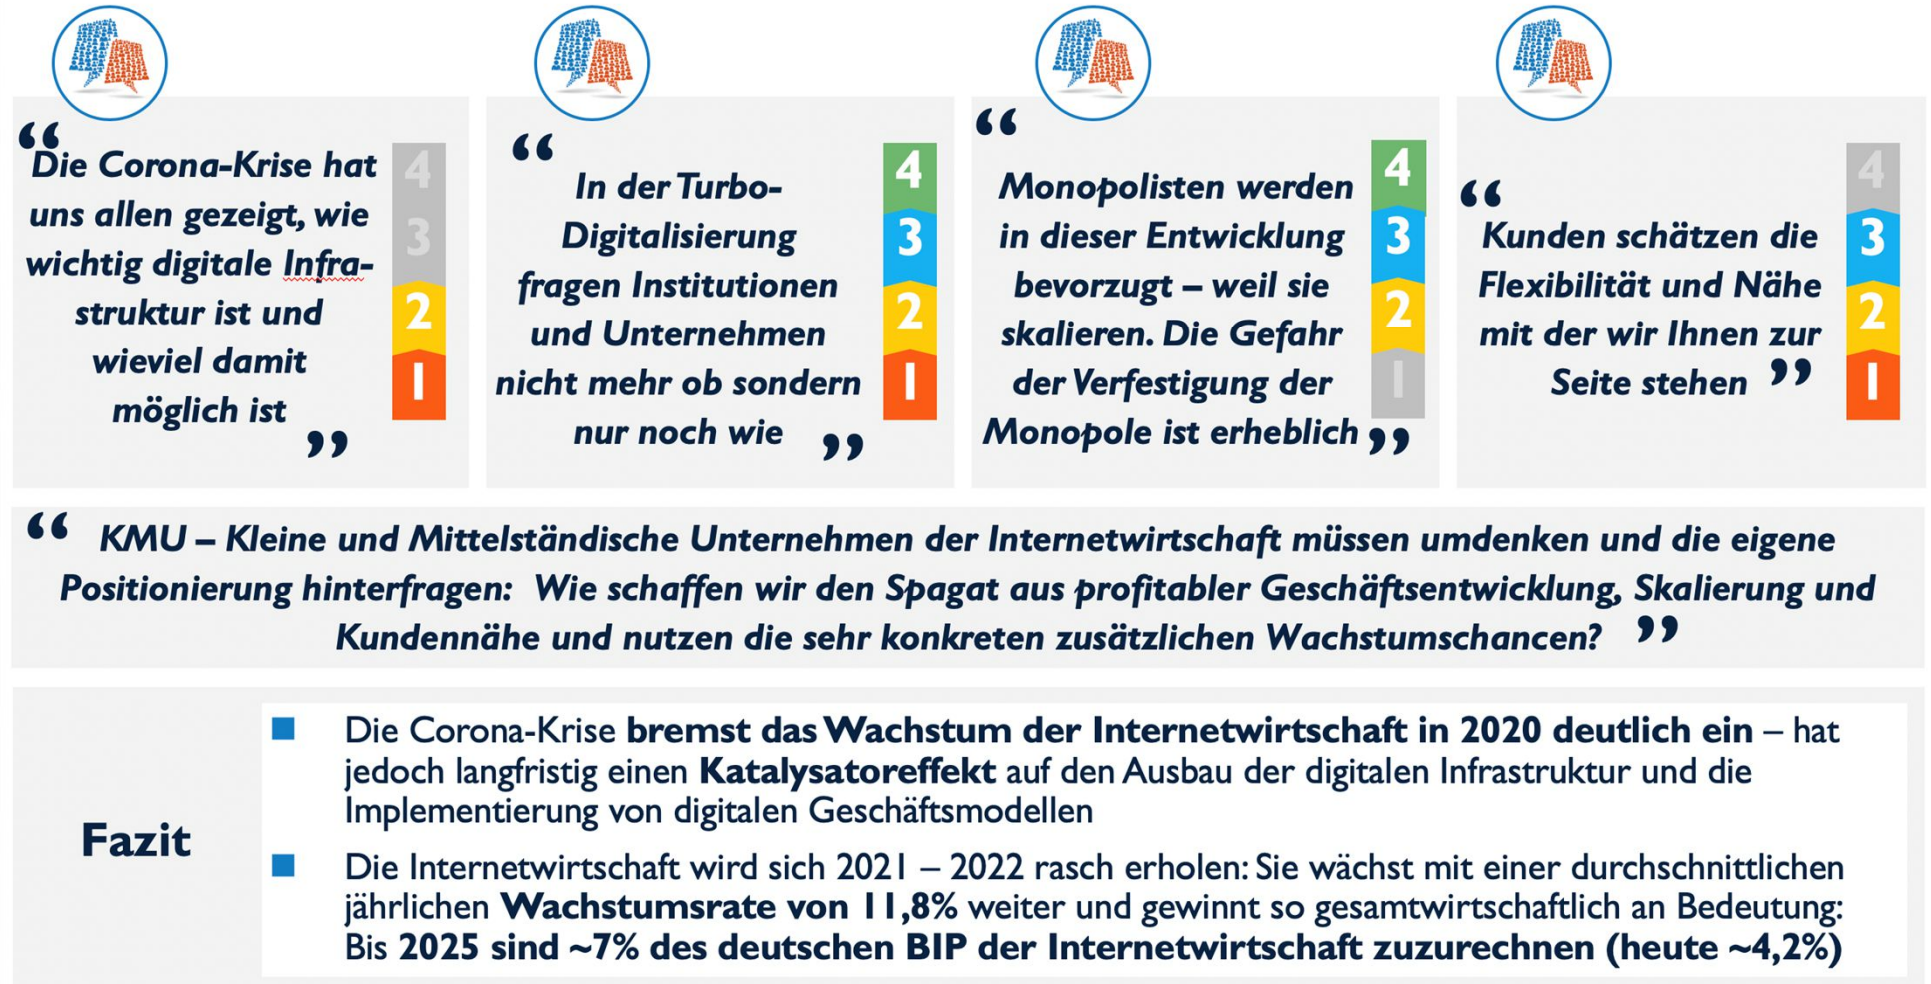 “
Die Corona-Krise hat
uns allen gezeigt, wie
wichtig digitale Infra-
struktur ist und
wieviel damit
möglich ist
”
4
3
2
1
“
In der Turbo-
Digitalisierung
fragen Institutionen
und Unternehmen
nicht mehr ob sondern
nur noch wie ”
4
3
2
1
“
Monopolisten werden
in dieser Entwicklung
bevorzugt – weil sie
skalieren. Die Gefahr
der Verfestigung der
Monopole ist erheblich ”
4
3
2
1
“
Kunden schätzen die
Flexibilität und Nähe
mit der wir Ihnen zur
Seite stehen ”
4
3
2
1
“ KMU – Kleine und Mittelständische Unternehmen der Internetwirtschaft müssen umdenken und die eigene
Positionierung hinterfragen: Wie schaffen wir den Spagat aus profitabler Geschäftsentwicklung, Skalierung und
Kundennähe und nutzen die sehr konkreten zusätzlichen Wachstumschancen? ”
Fazit
Die Corona-Krise bremst das Wachstum der Internetwirtschaft in 2020 deutlich ein – hat
jedoch langfristig einen Katalysatoreffekt auf den Ausbau der digitalen Infrastruktur und die
Implementierung von digitalen Geschäftsmodellen
Die Internetwirtschaft wird sich 2021 – 2022 rasch erholen: Sie wächst mit einer durchschnittlichen
jährlichen Wachstumsrate von 11,8% weiter und gewinnt so gesamtwirtschaftlich an Bedeutung:
Bis 2025 sind ~7% des deutschen BIP der Internetwirtschaft zuzurechnen (heute ~4,2%)